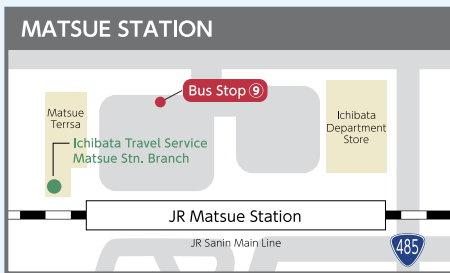 MATSUE STATION
Bus Stop ⑨
Matsue
Terrsa
Ichibata
Department
Store
Ichibata Travel Service
Matsue Stn. Branch
JR Matsue Station
JR Sanin Main Line
485